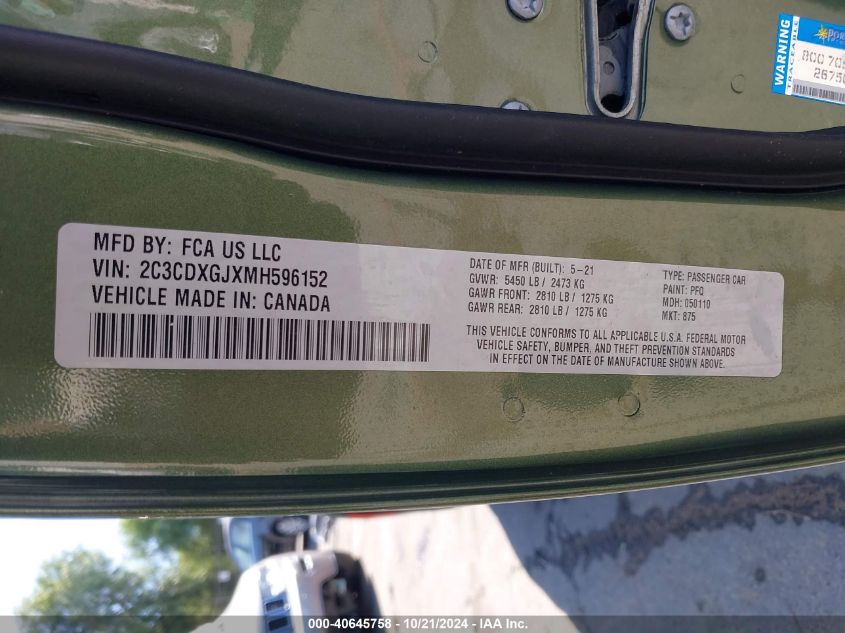 WARNING
TRACEABLE
MFD BY: FCA US LLC
VIN: 2C3CDXGJXMH596152
VEHICLE MADE IN: CANADA
DATE OF MFR (BUILT): 5-21
GVWR: 5450 LB / 2473 KG
GAWR FRONT: 2810 LB / 1275 KG
GAWR REAR: 2810 LB / 1275 KG
TYPE: PASSENGER CAR
PAINT: PFQ
MDH: 050110
MKT: 875
THIS VEHICLE CONFORMS TO ALL APPLICABLE U.S.A. FEDERAL MOTOR
VEHICLE SAFETY, BUMPER, AND THEFT PREVENTION STANDARDS
IN EFFECT ON THE DATE OF MANUFACTURE SHOWN ABOVE.
000-40645758 - 10/21/2024 - IAA Inc.